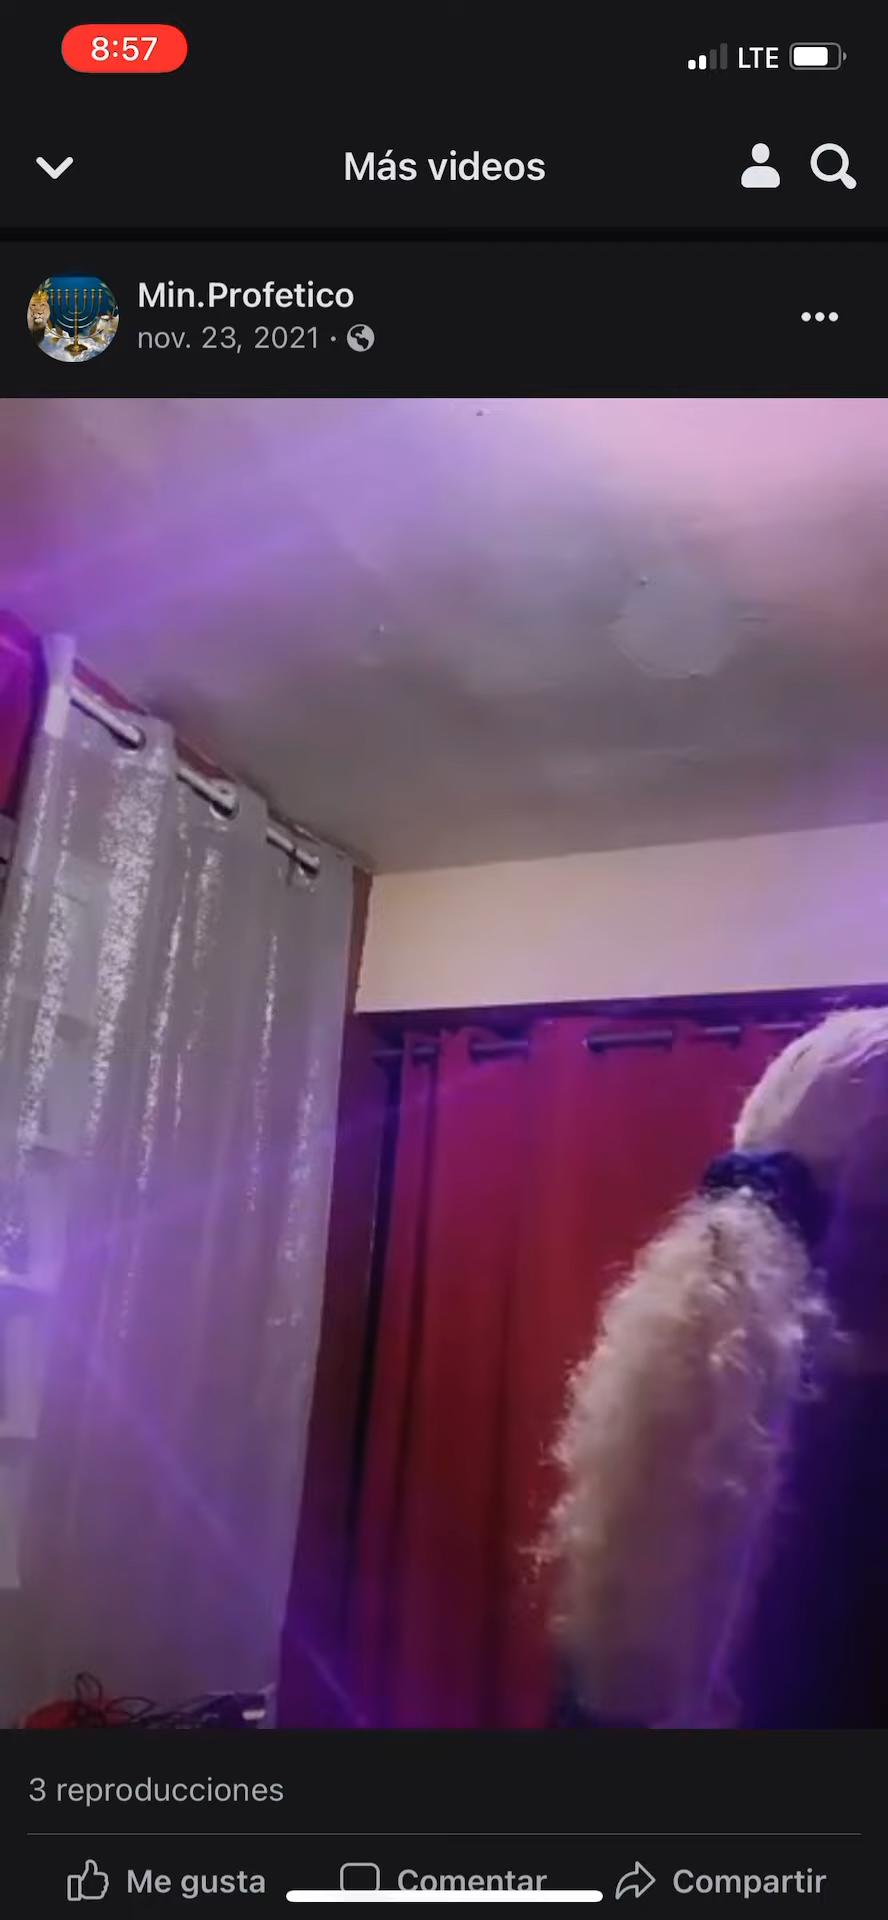 8:57
LTE
Más videos
Min.Profetico
nov. 23, 2021 ·
3 reproducciones
Me gusta
Comentar
Compartir